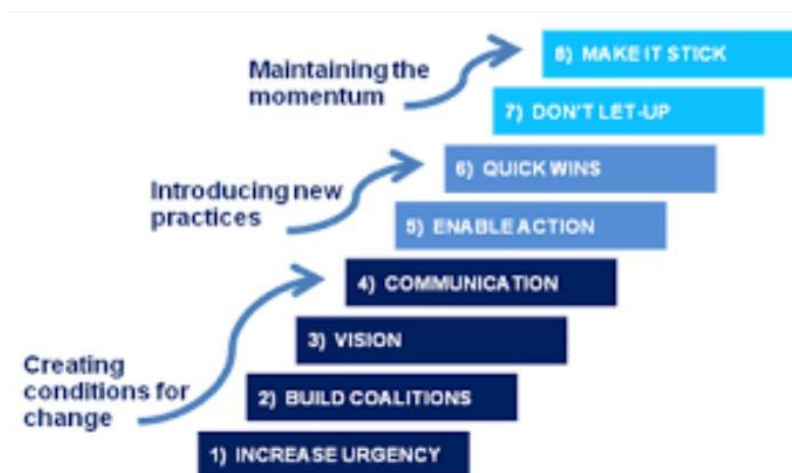 8) MAKE IT STICK
Maintaining the
momentum
7) DON'T LET-UP
6) QUICK WINS
Introducing new
practices
5) ENABLE ACTION
4) COMMUNICATION
3) VISION
Creating
conditions for
change
2) BUILD COALITIONS
1) INCREASE URGENCY